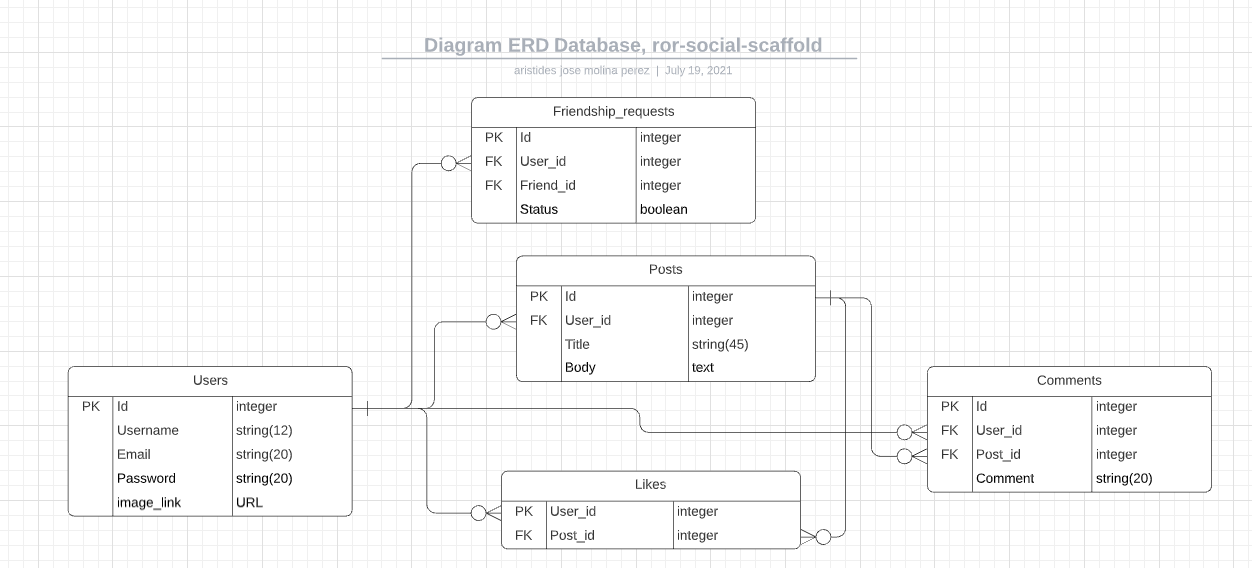 Diagram ERD Database, ror-social-scaffold
aristides jose molina perez | July 19, 2021
Friendship_requests
PK Id integer
FK User_id integer
FK Friend_id integer
Status boolean
Posts
PK Id integer
FK User_id integer
Title string(45)
Body text
Users
PK Id integer
Username string(12)
Email string(20)
Password string(20)
image_link URL
Comments
PK Id integer
FK User_id integer
FK Post_id integer
Comment string(20)
Likes
PK User_id integer
FK Post_id integer